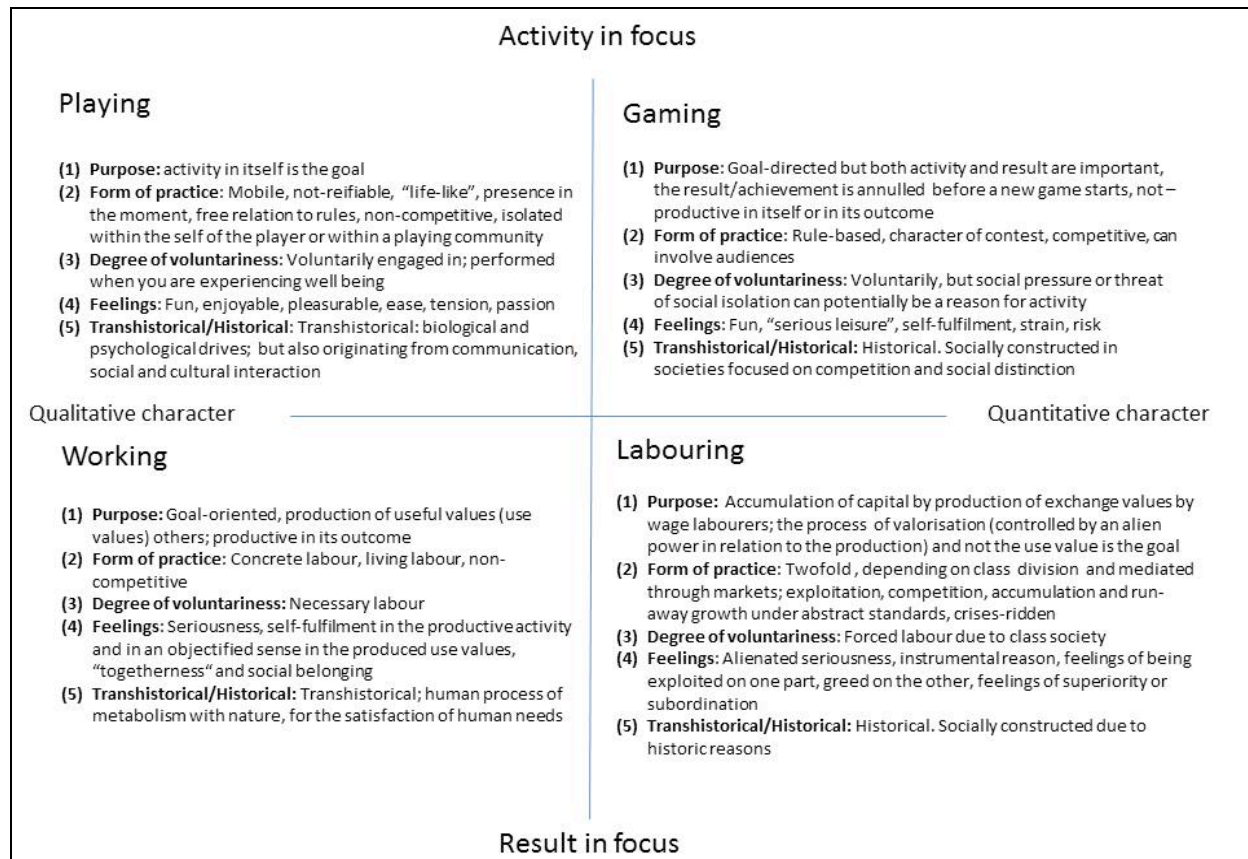 Activity in focus
Playing
(1) Purpose: activity in itself is the goal
(2) Form of practice: Mobile, not-reifiable, “life-like”, presence in
the moment, free relation to rules, non-competitive, isolated
within the self of the player or within a playing community
(3) Degree of voluntariness: Voluntarily engaged in; performed
when you are experiencing well being
(4) Feelings: Fun, enjoyable, pleasurable, ease, tension, passion
(5) Transhistorical/Historical: Transhistorical: biological and
psychological drives; but also originating from communication,
social and cultural interaction
Gaming
(1) Purpose: Goal-directed but both activity and result are important,
the result/achievement is annulled before a new game starts, not –
productive in itself or in its outcome
(2) Form of practice: Rule-based, character of contest, competitive, can
involve audiences
(3) Degree of voluntariness: Voluntarily, but social pressure or threat
of social isolation can potentially be a reason for activity
(4) Feelings: Fun, “serious leisure”, self-fulfilment, strain, risk
(5) Transhistorical/Historical: Historical. Socially constructed in
societies focused on competition and social distinction
Qualitative character
Quantitative character
Working
(1) Purpose: Goal-oriented, production of useful values (use
values) others; productive in its outcome
(2) Form of practice: Concrete labour, living labour, non-
competitive
(3) Degree of voluntariness: Necessary labour
(4) Feelings: Seriousness, self-fulfilment in the productive activity
and in an objectified sense in the produced use values,
“togetherness“ and social belonging
(5) Transhistorical/Historical: Transhistorical; human process of
metabolism with nature, for the satisfaction of human needs
Labouring
(1) Purpose: Accumulation of capital by production of exchange values by
wage labourers; the process of valorisation (controlled by an alien
power in relation to the production) and not the use value is the goal
(2) Form of practice: Twofold , depending on class division and mediated
through markets; exploitation, competition, accumulation and run-
away growth under abstract standards, crises-ridden
(3) Degree of voluntariness: Forced labour due to class society
(4) Feelings: Alienated seriousness, instrumental reason, feelings of being
exploited on one part, greed on the other, feelings of superiority or
subordination
(5) Transhistorical/Historical: Historical. Socially constructed due to
historic reasons
Result in focus